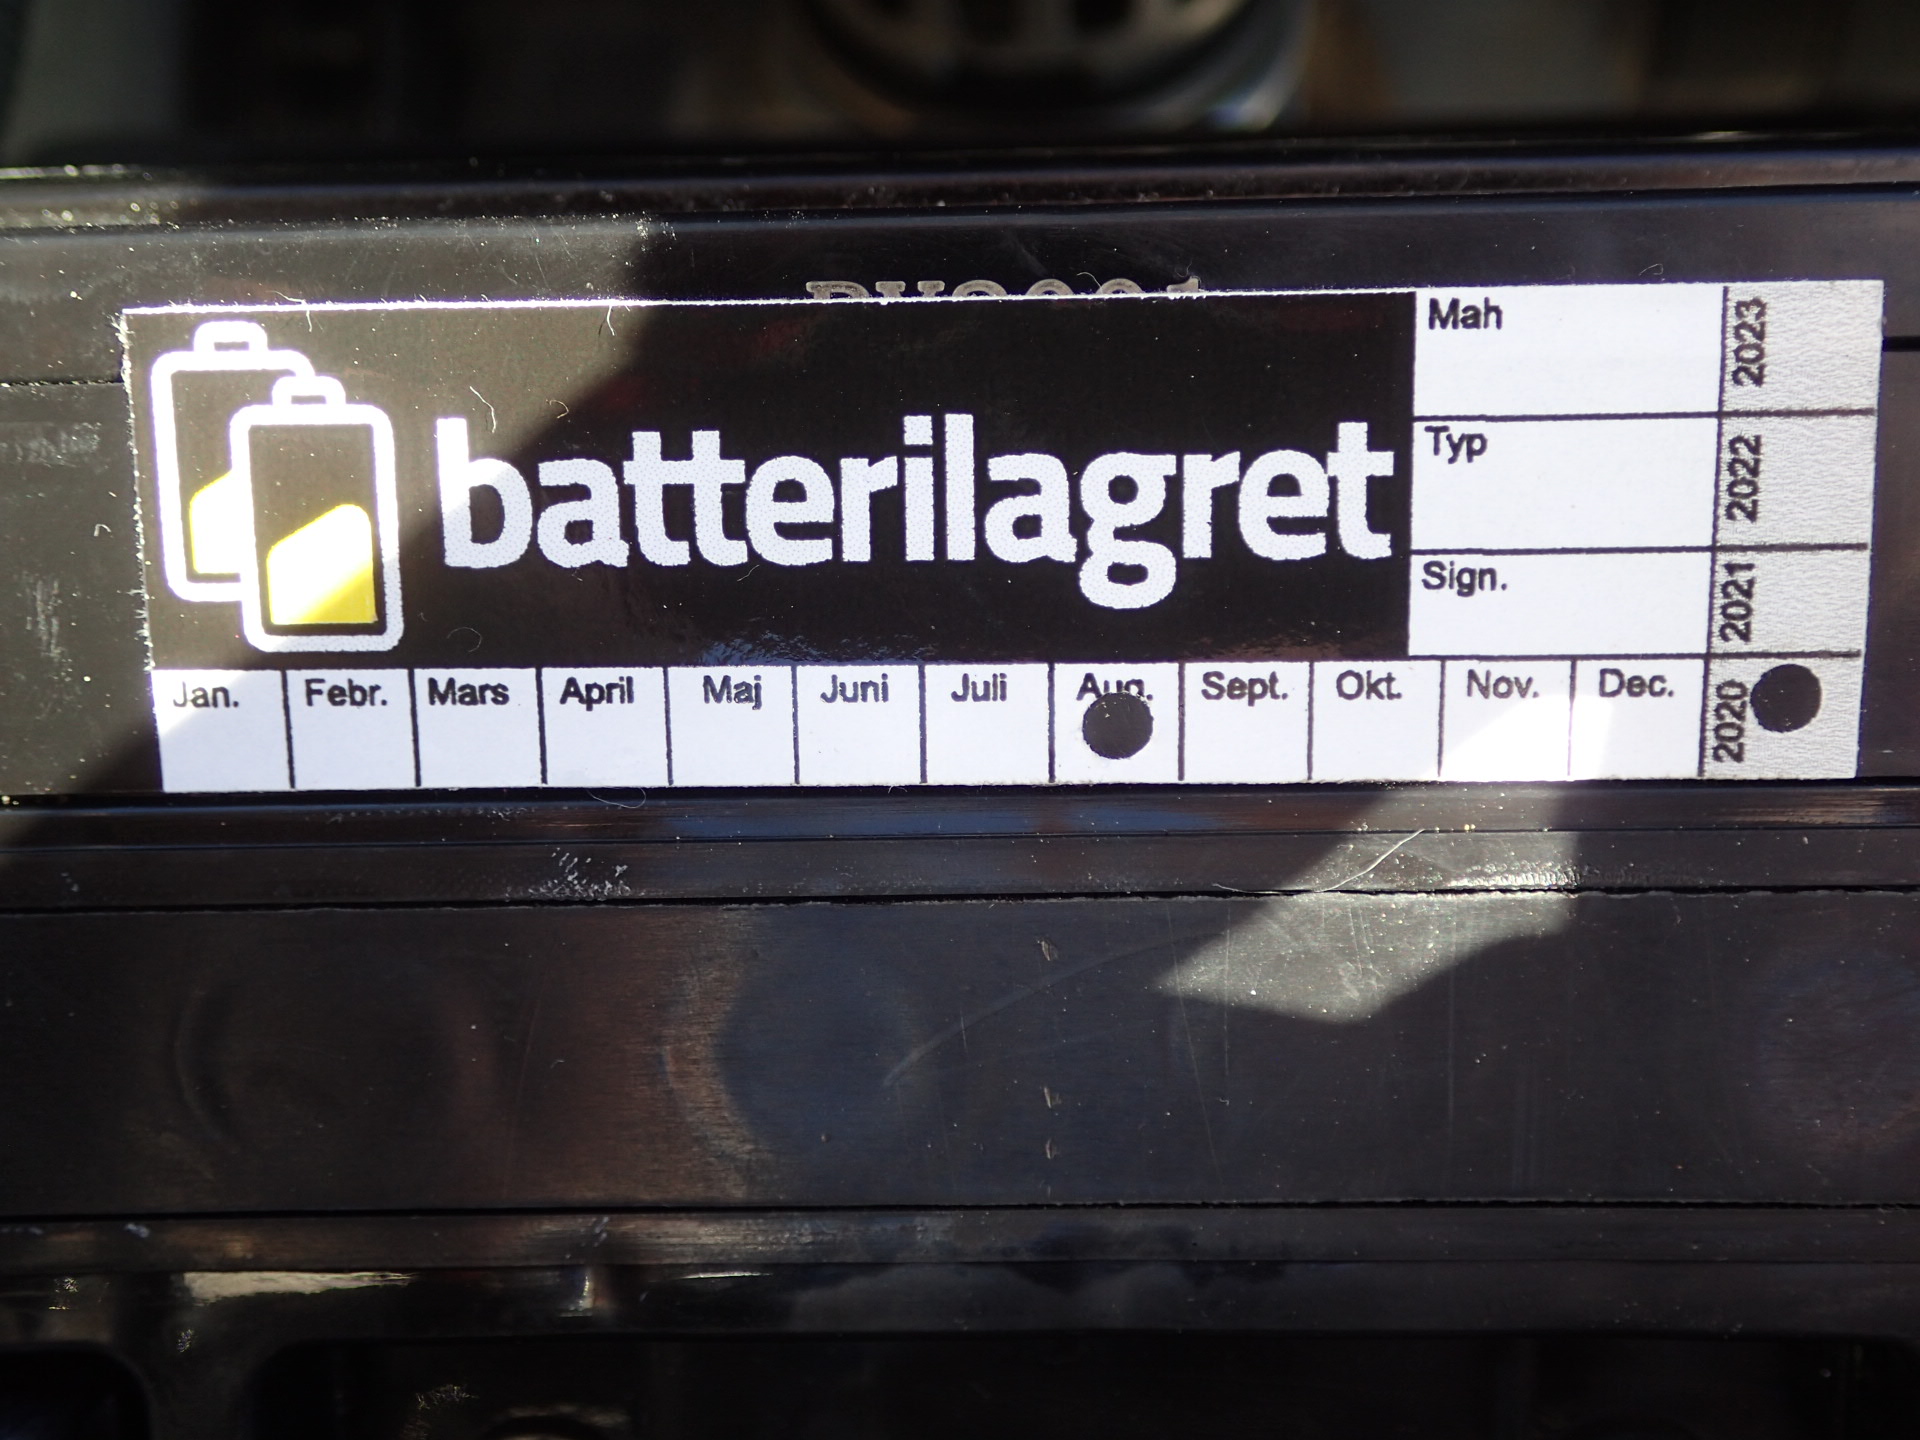 batterilagret
Mah
Typ
Sign.
2023
2022
2021
2020
Jan. Febr. Mars April Maj Juni Juli Aug. Sept. Okt. Nov. Dec.